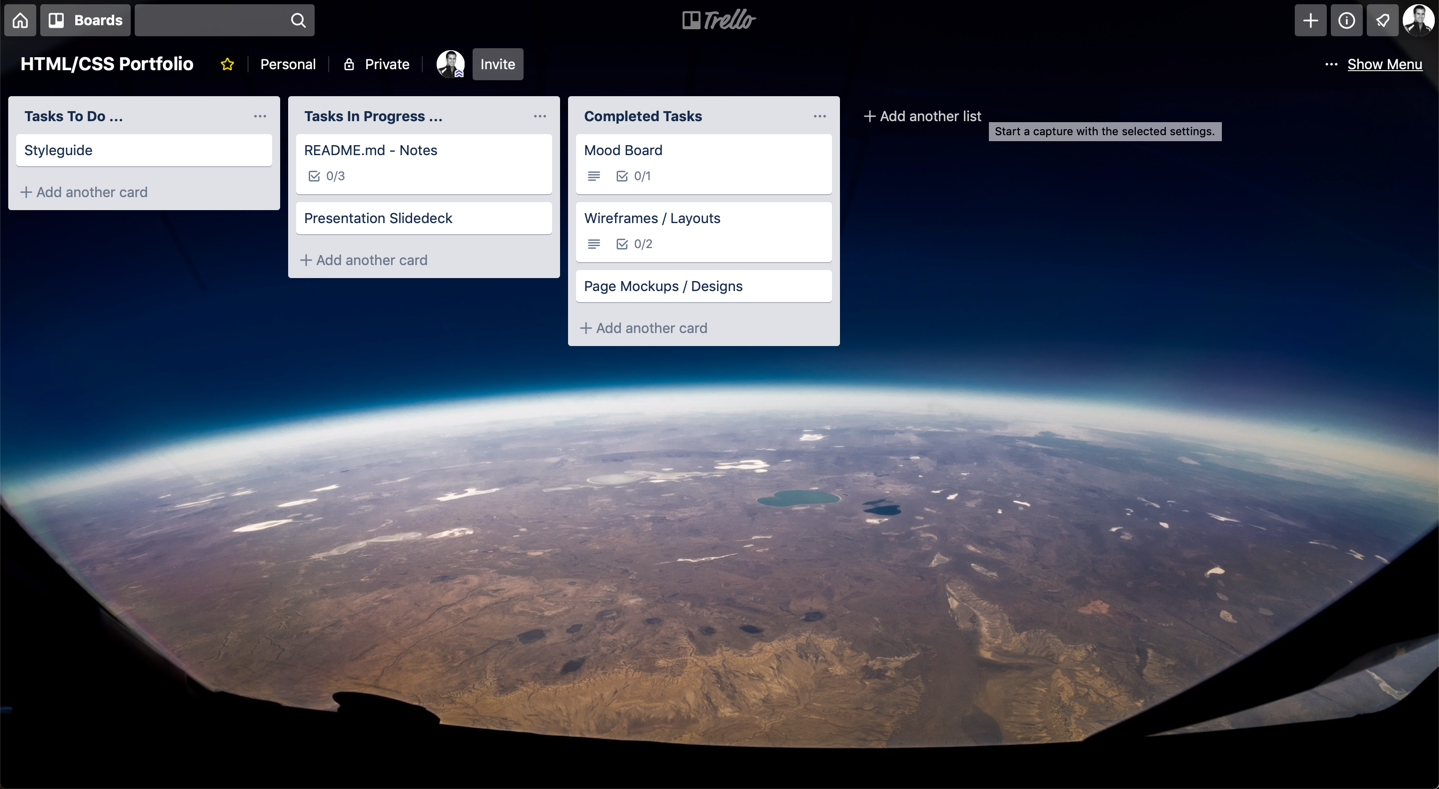 Boards
Trello
HTML/CSS Portfolio
Personal
Private
Invite
... Show Menu
Tasks To Do ...
Styleguide
+ Add another card
Tasks In Progress ...
README.md - Notes
0/3
Presentation Slidedeck
+ Add another card
Completed Tasks
Mood Board
0/1
Wireframes / Layouts
0/2
Page Mockups / Designs
+ Add another card
+ Add another list
Start a capture with the selected settings.